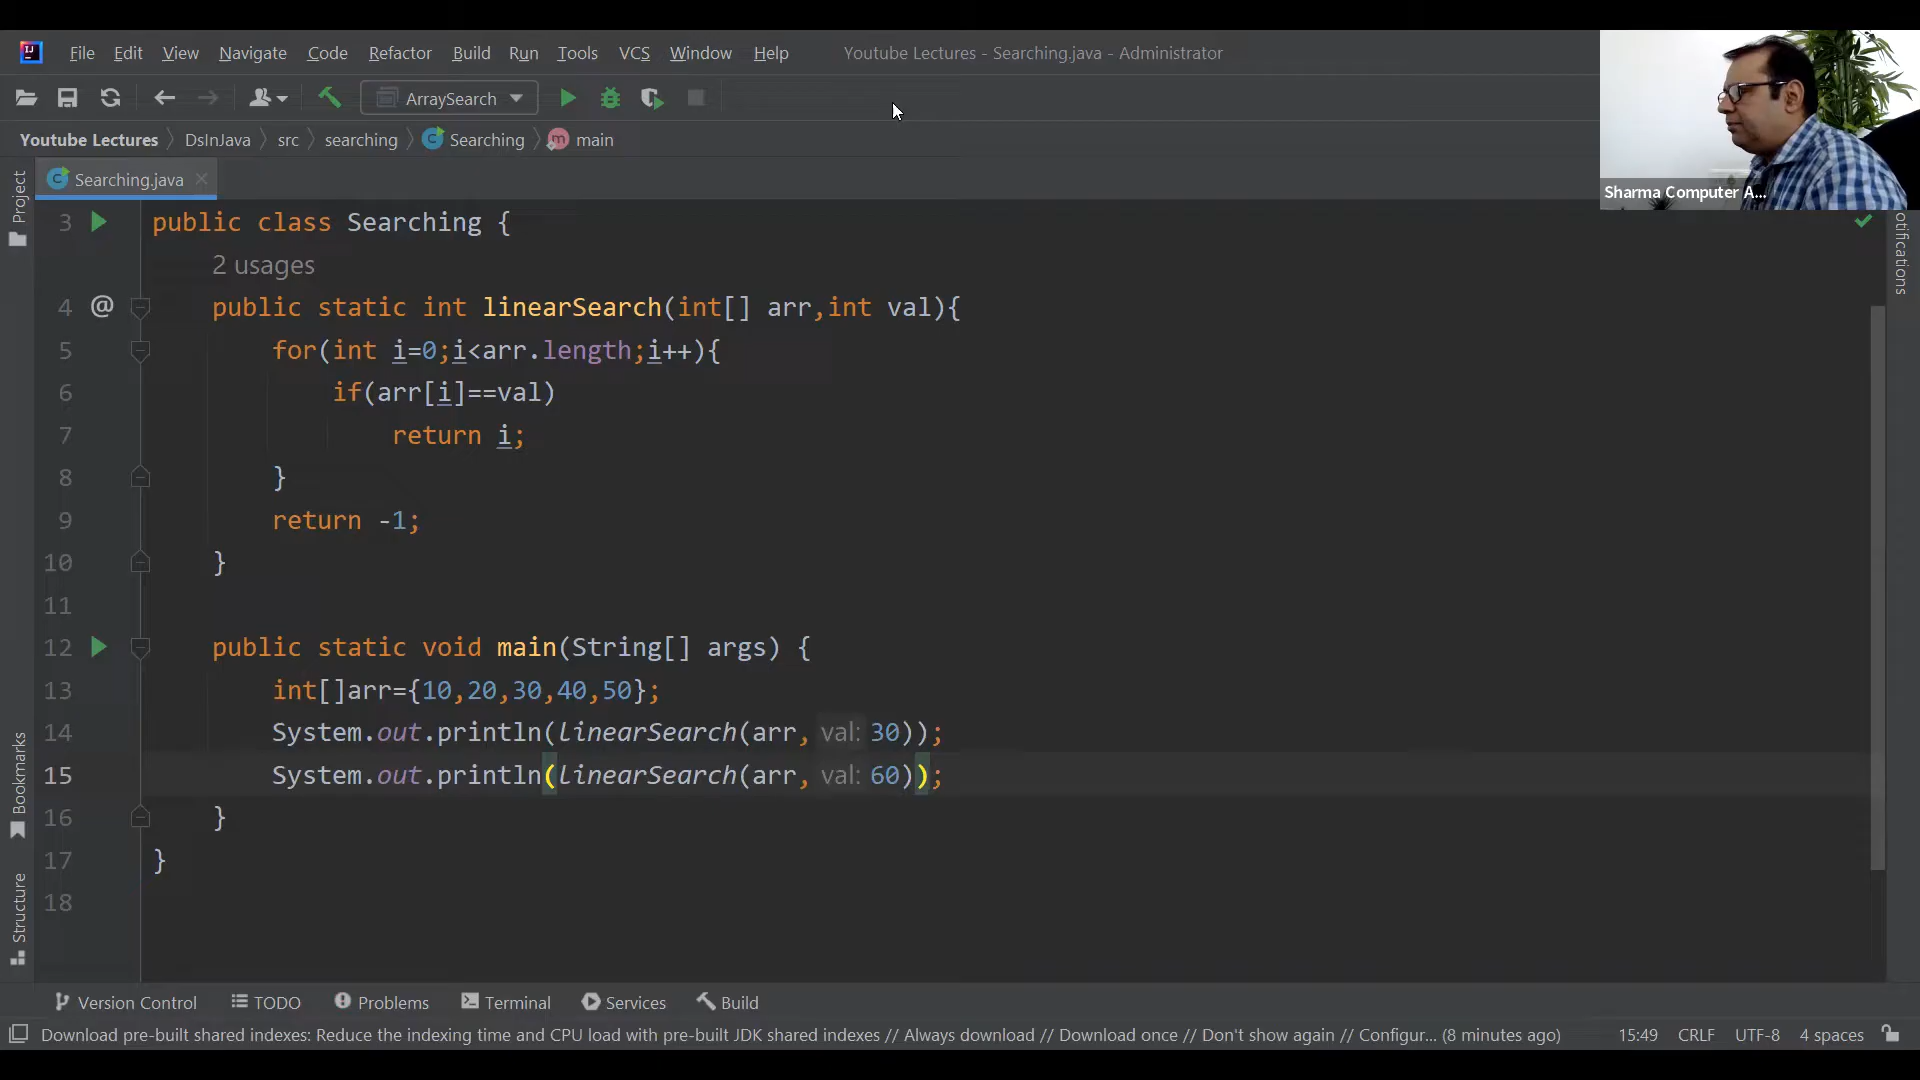 File Edit View Navigate Code Refactor Build Run Tools VCS Window Help Youtube Lectures - Searching.java - Administrator
ArraySearch
Youtube Lectures DsInJava src searching Searching main
Searching.java
Sharma Computer A...
Project
Bookmarks
Structure
otifications
3 public class Searching {
2 usages
4 @ public static int linearSearch(int[] arr,int val){
5 for(int i=0;i<arr.length;i++){
6 if(arr[i]==val)
7 return i;
8 }
9 return -1;
10 }
11
12 public static void main(String[] args) {
13 int[]arr={10,20,30,40,50};
14 System.out.println(linearSearch(arr, val: 30));
15 System.out.println(linearSearch(arr, val: 60));
16 }
17 }
18
Version Control TODO Problems Terminal Services Build
Download pre-built shared indexes: Reduce the indexing time and CPU load with pre-built JDK shared indexes // Always download // Download once // Don't show again // Configur... (8 minutes ago) 15:49 CRLF UTF-8 4 spaces